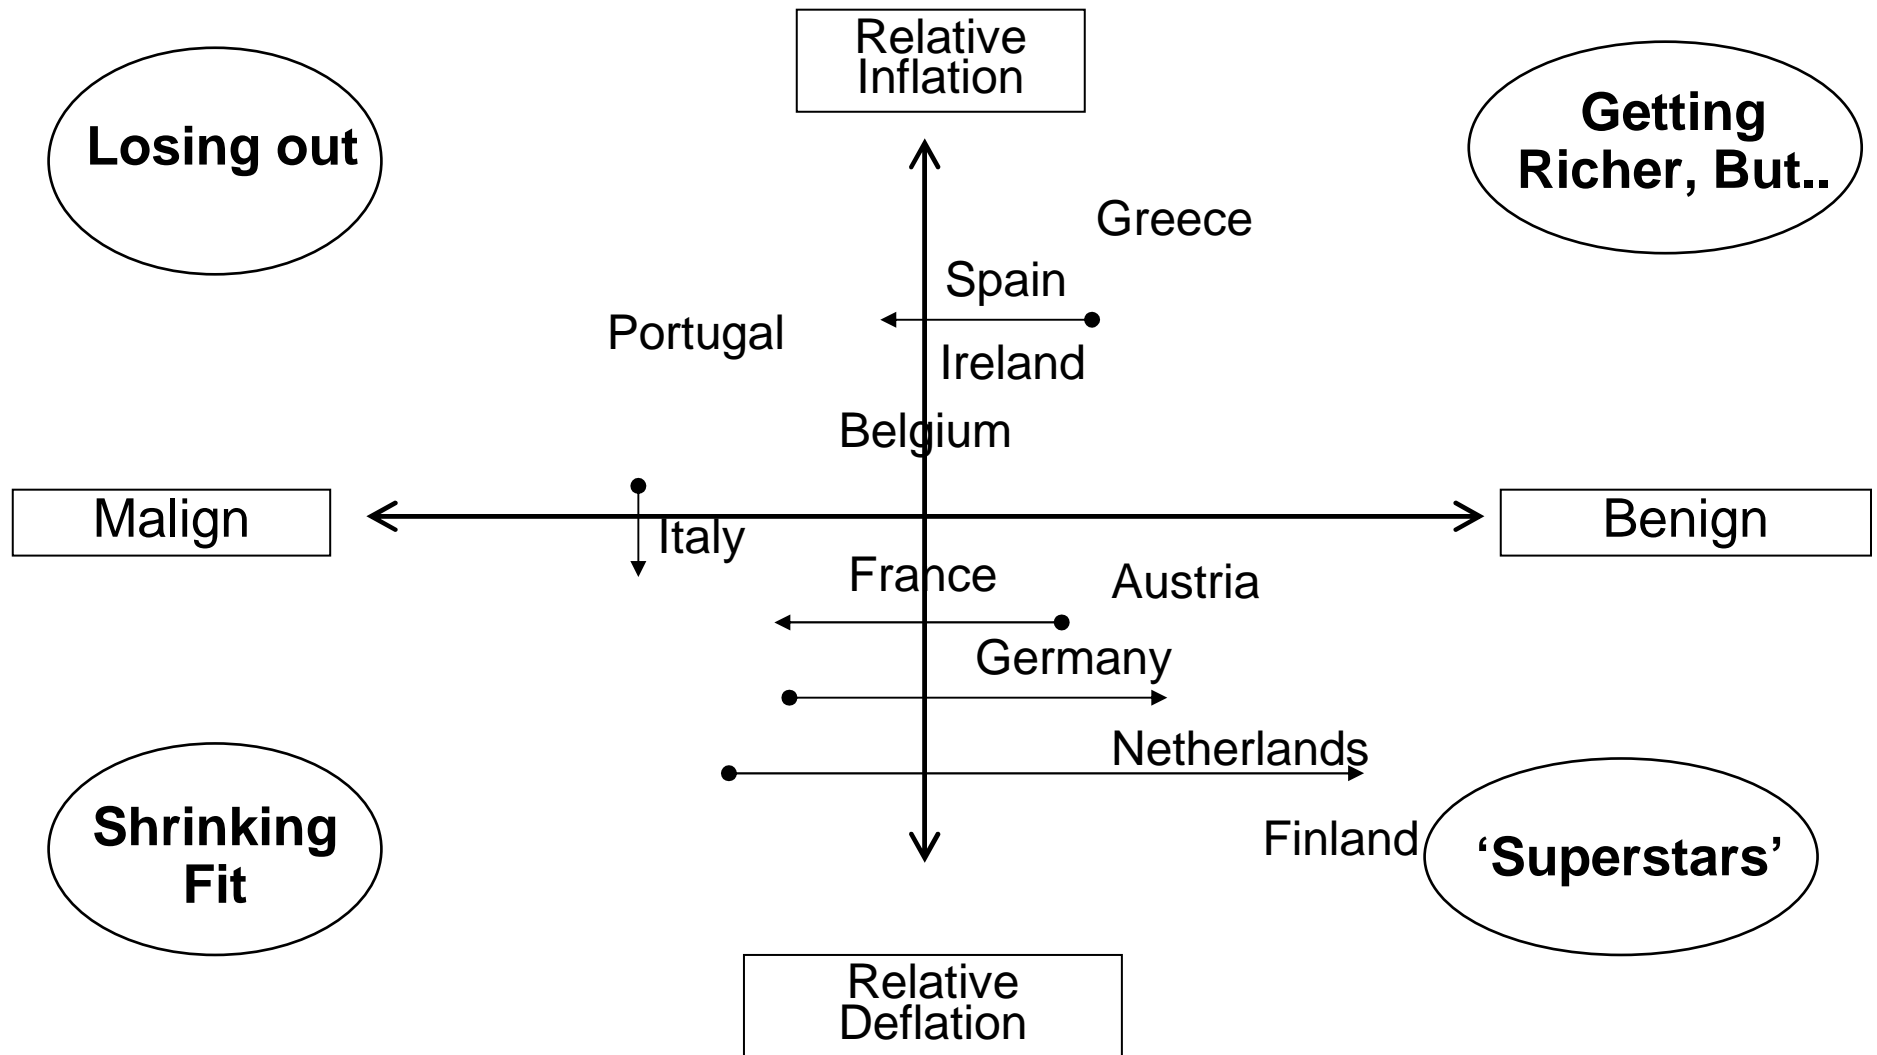 Relative
Inflation
Losing out
Getting
Richer, But..
Greece
Spain
Portugal
Ireland
Belgium
Malign
Benign
Italy
France
Austria
Germany
Netherlands
Shrinking
Fit
Finland
‘Superstars’
Relative
Deflation